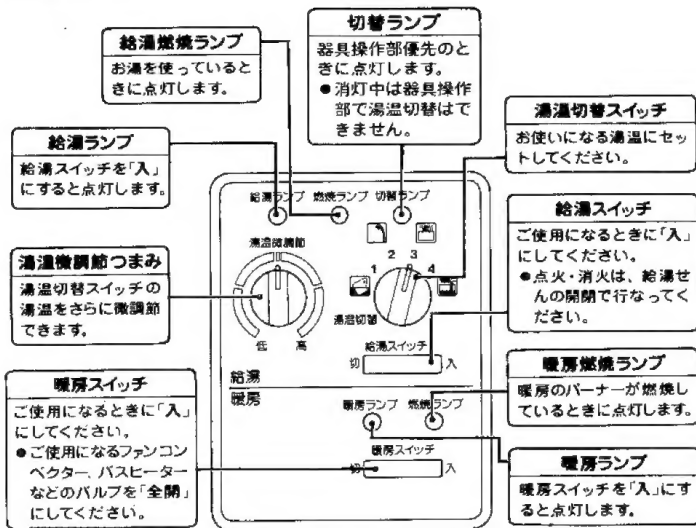 切替ランプ
器具操作部優先のと
きに点灯します。
●消灯中は器具操作
部で湯温切替はで
きません。
給湯燃焼ランプ
お湯を使っていると
きに点灯します。
湯温切替スイッチ
お使いになる湯温にセッ
トしてください。
給湯ランプ
給湯スイッチを「入」
にすると点灯します。
給湯スイッチ
ご使用になるときに「入」
にしてください。
●点火・消火は、給湯せ
んの開閉で行なってく
ださい。
湯温微調節つまみ
湯温切替スイッチの
湯温をさらに微調節
できます。
給湯ランプ 燃焼ランプ 切替ランプ
湯温微調節
低 高
1 2 3 4
湯温切替
給湯スイッチ
切 入
給湯
暖房
暖房ランプ 燃焼ランプ
暖房スイッチ
切 入
暖房燃焼ランプ
暖房のバーナーが燃焼し
ているときに点灯します。
暖房スイッチ
ご使用になるときに「入」
にしてください。
●ご使用になるファンコン
ベクター、バスヒーター
などのバルブを「全開」
にしてください。
暖房ランプ
暖房スイッチを「入」にす
ると点灯します。